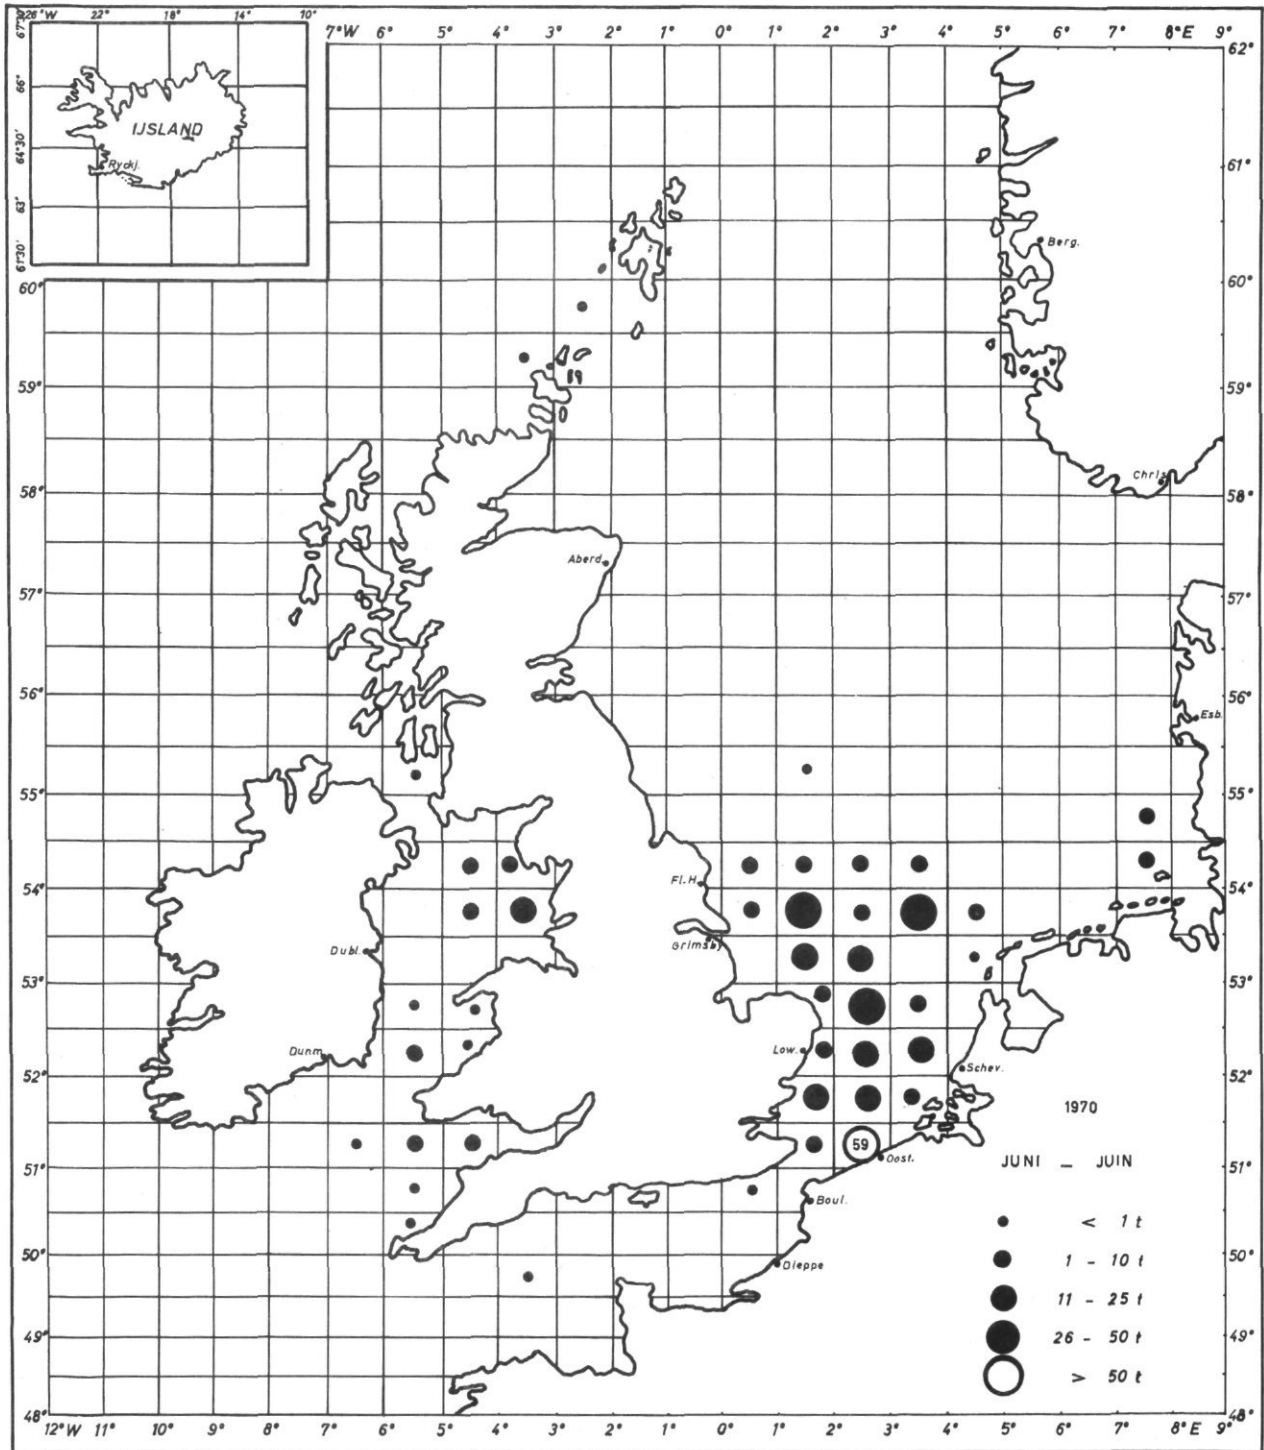 26°W 22° 18° 14° 10°
67°30'
66°
64°30'
63°
61°30'
IJSLAND
Ryckj.
7°W 6° 5° 4° 3° 2° 1° 0° 1° 2° 3° 4° 5° 6° 7° 8°E 9°
62°
61°
60° 60°
59° 59°
58° 58°
57° 57°
56° 56°
55° 55°
54° 54°
53° 53°
52° 52°
51° 51°
50° 50°
49° 49°
48° 48°
Berg.
Chris
Aberd.
Esb.
Fl.H.
Grimsby
Dubl.
Dunm.
Low.
Schev.
59
Oost.
Boul.
Dieppe
1970
JUNI _ JUIN
< 1 t
1 - 10 t
11 - 25 t
26 - 50 t
> 50 t
12°W 11° 10° 9° 8° 7° 6° 5° 4° 3° 2° 1° 0° 1° 2° 3° 4° 5° 6° 7° 8°E 9°